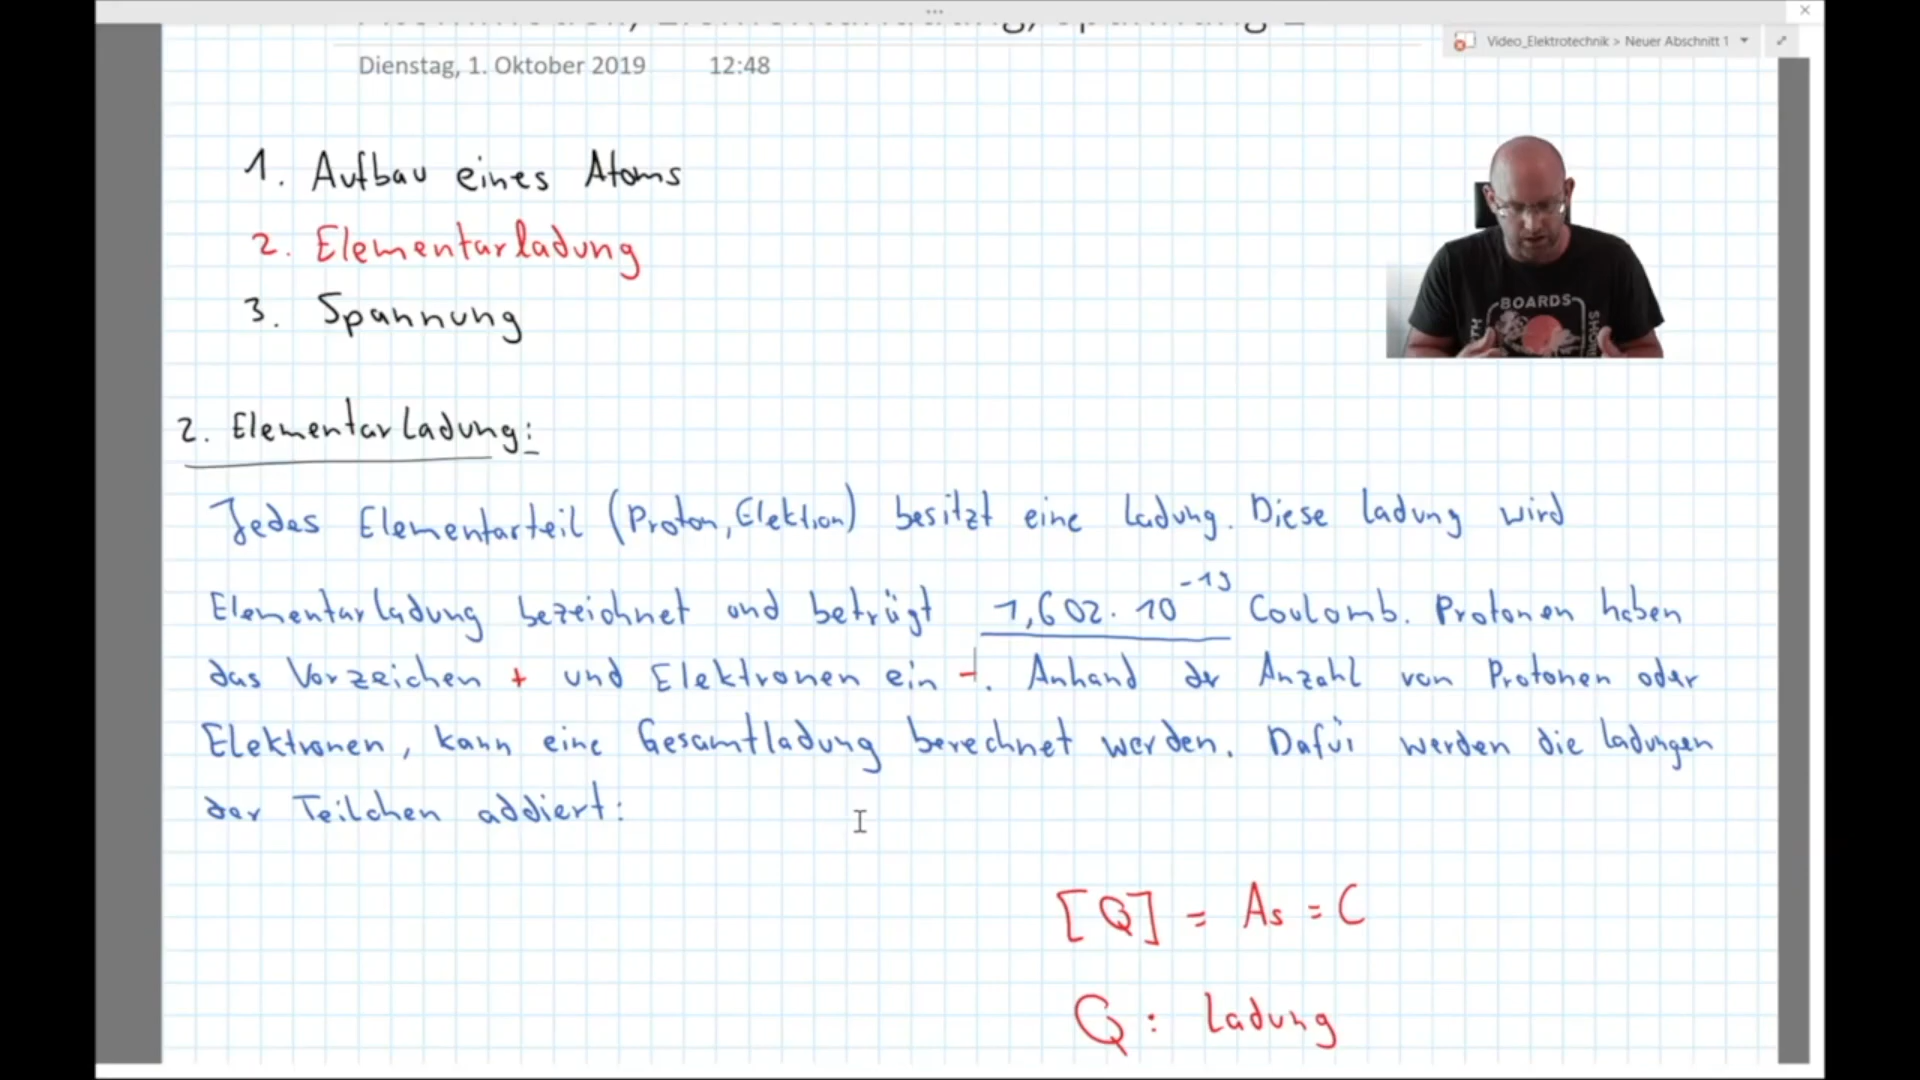 Dienstag, 1. Oktober 2019 12:48
Video_Elektrotechnik > Neuer Abschnitt 1
1. Aufbau eines Atoms
2. Elementarladung
3. Spannung
BOARDS
2. Elementarladung:
Jedes Elementarteil (Proton, Elektron) besitzt eine Ladung. Diese Ladung wird
Elementarladung bezeichnet und beträgt 1,602 · 10⁻¹⁹ Coulomb. Protonen haben
das Vorzeichen + und Elektronen ein -. Anhand der Anzahl von Protonen oder
Elektronen, kann eine Gesamtladung berechnet werden. Dafür werden die Ladungen
der Teilchen addiert:
[Q] = As = C
Q: Ladung